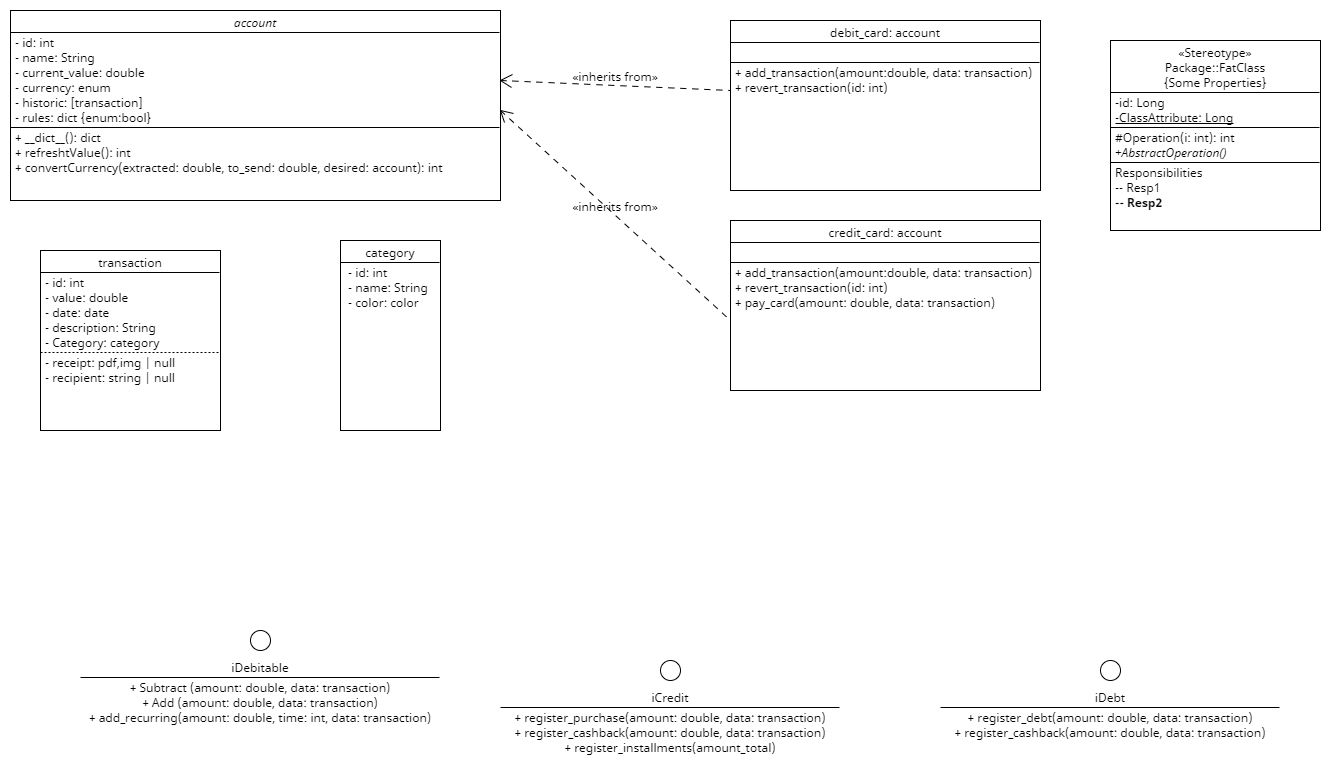 account
- id: int
- name: String
- current_value: double
- currency: enum
- historic: [transaction]
- rules: dict {enum:bool}
+ __dict__(): dict
+ refreshtValue(): int
+ convertCurrency(extracted: double, to_send: double, desired: account): int
«inherits from»
debit_card: account
+ add_transaction(amount:double, data: transaction)
+ revert_transaction(id: int)
«Stereotype»
Package::FatClass
{Some Properties}
-id: Long
-ClassAttribute: Long
#Operation(i: int): int
+AbstractOperation()
Responsibilities
-- Resp1
-- Resp2
«inherits from»
credit_card: account
+ add_transaction(amount:double, data: transaction)
+ revert_transaction(id: int)
+ pay_card(amount: double, data: transaction)
transaction
- id: int
- value: double
- date: date
- description: String
- Category: category
- receipt: pdf,img | null
- recipient: string | null
category
- id: int
- name: String
- color: color
iDebitable
+ Subtract (amount: double, data: transaction)
+ Add (amount: double, data: transaction)
+ add_recurring(amount: double, time: int, data: transaction)
iCredit
+ register_purchase(amount: double, data: transaction)
+ register_cashback(amount: double, data: transaction)
+ register_installments(amount_total)
iDebt
+ register_debt(amount: double, data: transaction)
+ register_cashback(amount: double, data: transaction)